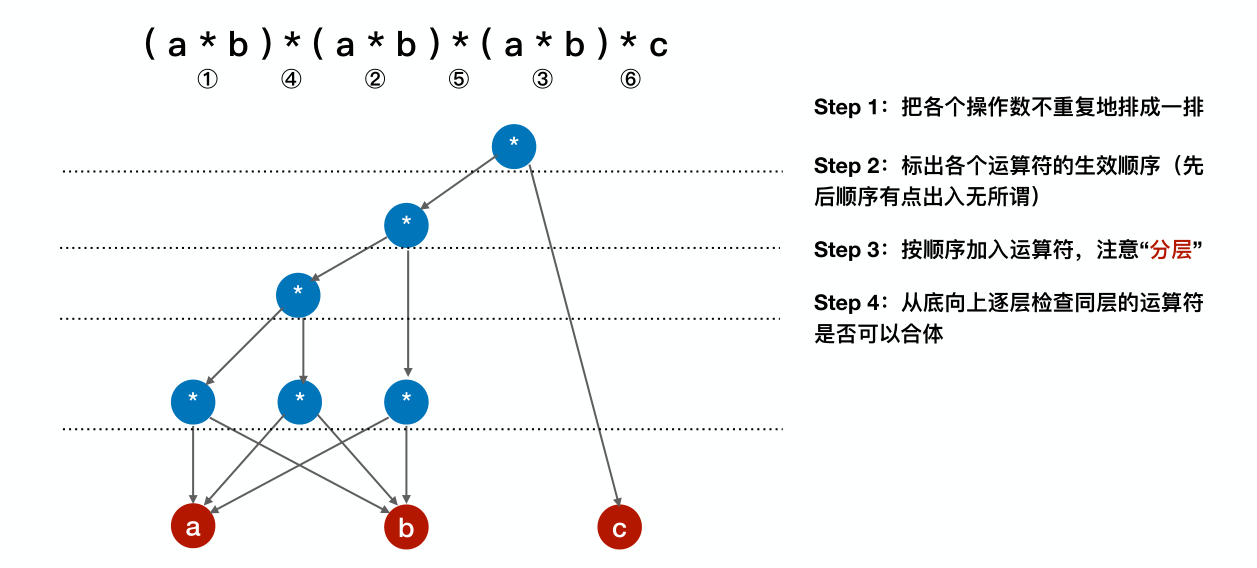 ( a * b ) * ( a * b ) * ( a * b ) * c
① ④ ② ⑤ ③ ⑥
Step 1：把各个操作数不重复地排成一排
Step 2：标出各个运算符的生效顺序（先
后顺序有点出入无所谓）
Step 3：按顺序加入运算符，注意“分层”
Step 4：从底向上逐层检查同层的运算符
是否可以合体
*
*
*
* * *
a b c